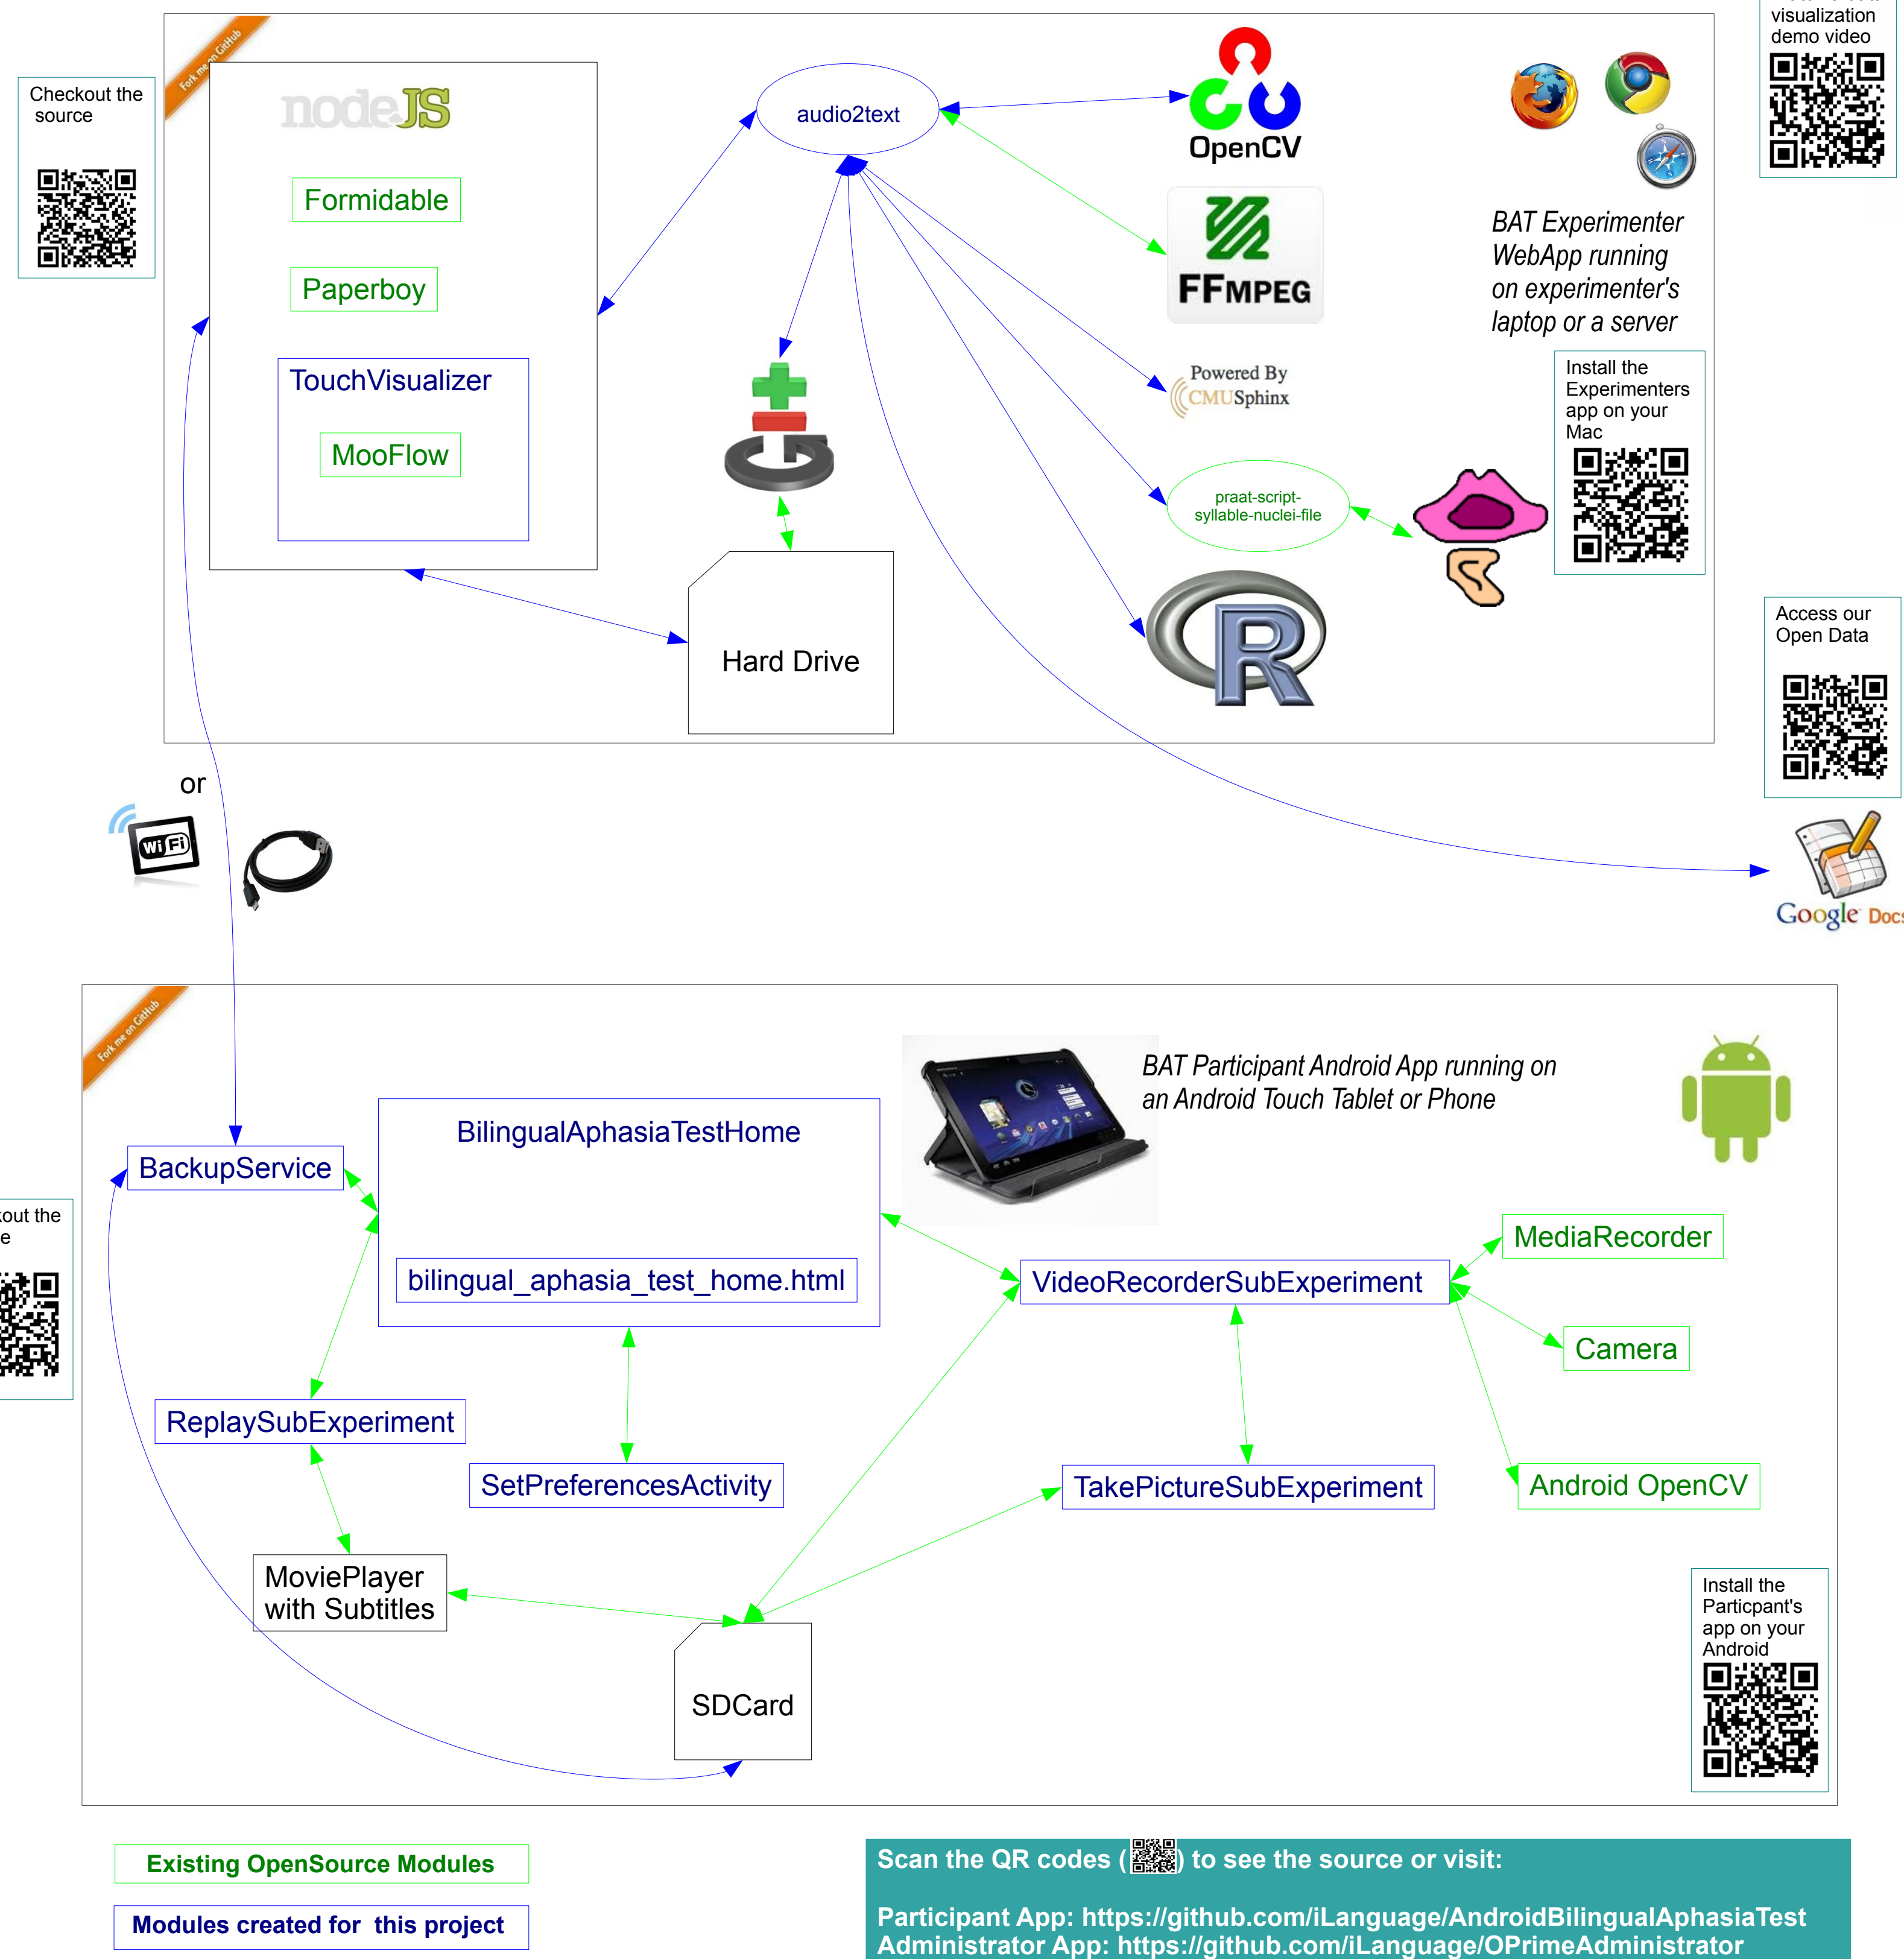 visualization
demo video
Fork me on GitHub
Checkout the
source
nodeJS
Formidable
Paperboy
TouchVisualizer
MooFlow
audio2text
OpenCV
FFMPEG
BAT Experimenter
WebApp running
on experimenter's
laptop or a server
Powered By
CMUSphinx
Install the
Experimenters
app on your
Mac
praat-script-
syllable-nuclei-file
R
Hard Drive
Access our
Open Data
or
WiFi
Google Docs
Fork me on GitHub
BAT Participant Android App running on
an Android Touch Tablet or Phone
BilingualAphasiaTestHome
BackupService
bilingual_aphasia_test_home.html
out the
VideoRecorderSubExperiment
MediaRecorder
Camera
ReplaySubExperiment
SetPreferencesActivity
TakePictureSubExperiment
Android OpenCV
MoviePlayer
with Subtitles
SDCard
Install the
Particpant's
app on your
Android
Existing OpenSource Modules
Modules created for this project
Scan the QR codes ( ) to see the source or visit:
Participant App: https://github.com/iLanguage/AndroidBilingualAphasiaTest
Administrator App: https://github.com/iLanguage/OPrimeAdministrator